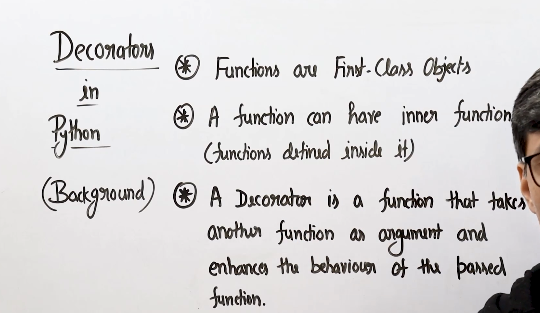 Decorators
in
Python
(Background)
* Functions are First-Class Objects
* A function can have inner function
(functions defined inside it)
* A Decorator is a function that takes
another function as argument and
enhances the behaviour of the passed
function.